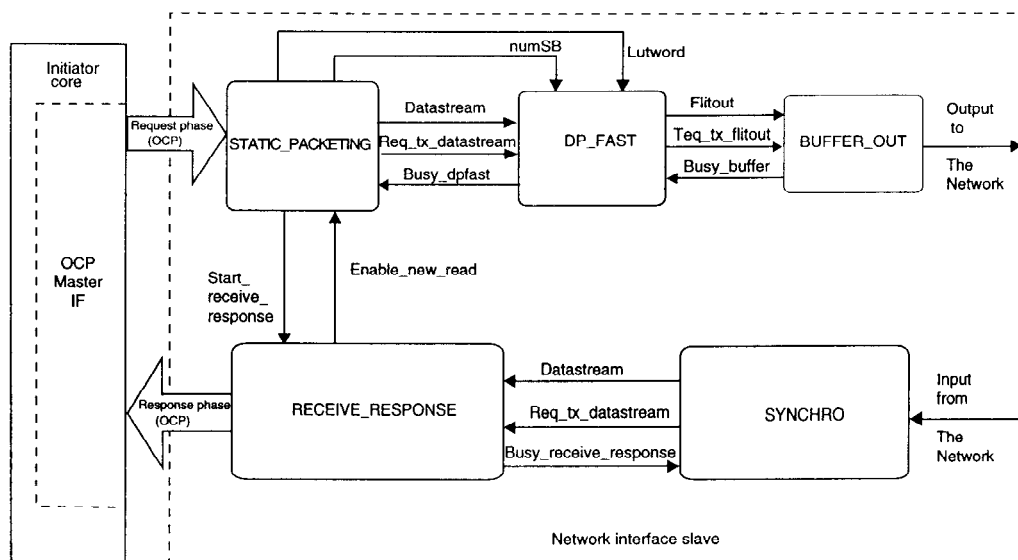 numSB
Lutword
Initiator
core
Request phase
(OCP)
STATIC_PACKETING
Datastream
Req_tx_datastream
Busy_dpfast
DP_FAST
Flitout
Teq_tx_flitout
Busy_buffer
BUFFER_OUT
Output
to
The
Network
OCP
Master
IF
Start_
receive_
response
Enable_new_read
Response phase
(OCP)
RECEIVE_RESPONSE
Datastream
Req_tx_datastream
Busy_receive_response
SYNCHRO
Input
from
The
Network
Network interface slave